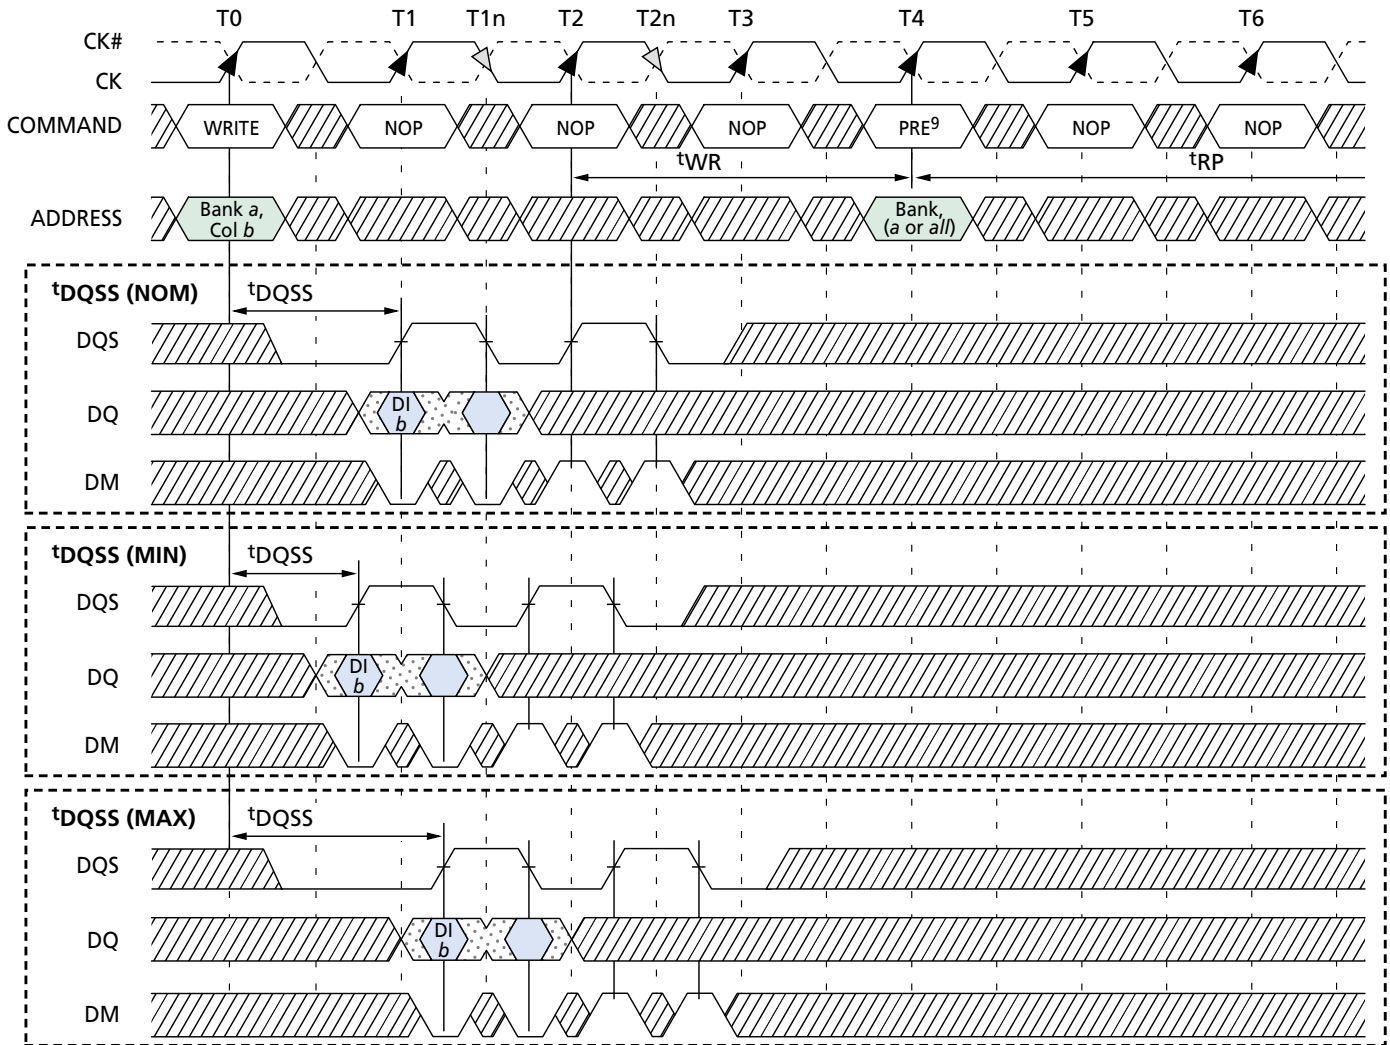 T0 T1 T1n T2 T2n T3 T4 T5 T6
CK#
CK
COMMAND WRITE NOP NOP NOP PRE9 NOP NOP
tWR tRP
ADDRESS Bank a, Col b Bank, (a or all)
tDQSS (NOM) tDQSS
DQS
DQ DI b
DM
tDQSS (MIN) tDQSS
DQS
DQ DI b
DM
tDQSS (MAX) tDQSS
DQS
DQ DI b
DM